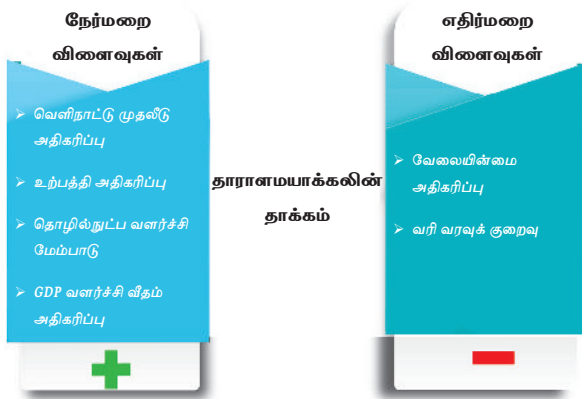 நேர்மறை
விளைவுகள்
➢ வெளிநாட்டு முதலீடு
அதிகரிப்பு
➢ உற்பத்தி அதிகரிப்பு
➢ தொழில்நுட்ப வளர்ச்சி
மேம்பாடு
➢ GDP வளர்ச்சி வீதம்
அதிகரிப்பு
தாராளமயாக்கலின்
தாக்கம்
எதிர்மறை
விளைவுகள்
➢ வேலையின்மை
அதிகரிப்பு
➢ வரி வரவுக் குறைவு